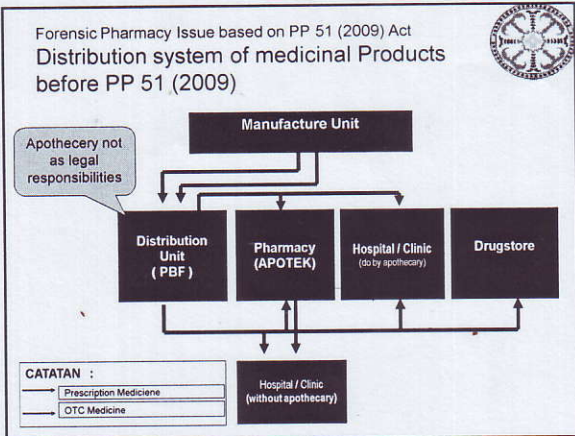 Forensic Pharmacy Issue based on PP 51 (2009) Act
Distribution system of medicinal Products
before PP 51 (2009)
Manufacture Unit
Apothecery not
as legal
responsibilities
Distribution
Unit
( PBF )
Pharmacy
(APOTEK)
Hospital / Clinic
(do by apothecary)
Drugstore
Hospital / Clinic
(without apothecary)
CATATAN :
Prescription Mediciene
OTC Medicine